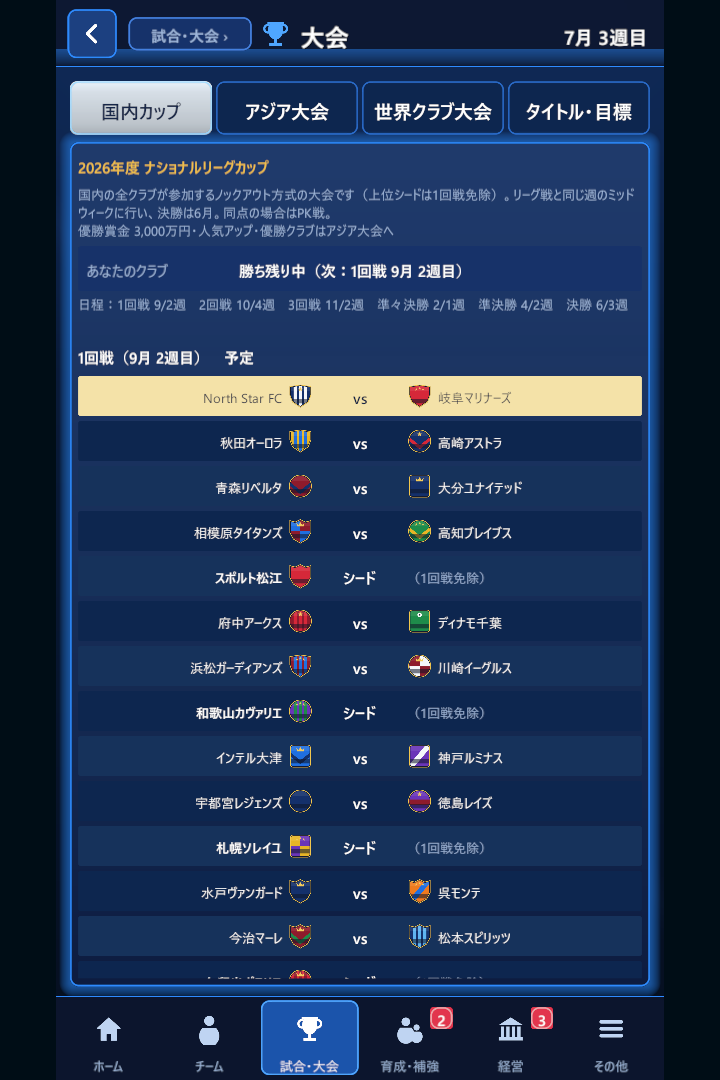 試合・大会 ›
大会
7月 3週目
国内カップ
アジア大会
世界クラブ大会
タイトル・目標
2026年度 ナショナルリーグカップ
国内の全クラブが参加するノックアウト方式の大会です（上位シードは1回戦免除）。リーグ戦と同じ週のミッド
ウィークに行い、決勝は6月。同点の場合はPK戦。
優勝賞金 3,000万円・人気アップ・優勝クラブはアジア大会へ
あなたのクラブ 勝ち残り中（次：1回戦 9月 2週目）
日程：1回戦 9/2週 2回戦 10/4週 3回戦 11/2週 準々決勝 2/1週 準決勝 4/2週 決勝 6/3週
1回戦（9月 2週目） 予定
North Star FC vs 岐阜マリナーズ
秋田オーロラ vs 高崎アストラ
青森リベルタ vs 大分ユナイテッド
相模原タイタンズ vs 高知ブレイブス
スポルト松江 シード （1回戦免除）
府中アークス vs ディナモ千葉
浜松ガーディアンズ vs 川崎イーグルス
和歌山カヴァリエ シード （1回戦免除）
インテル大津 vs 神戸ルミナス
宇都宮レジェンズ vs 徳島レイズ
札幌ソレイユ シード （1回戦免除）
水戸ヴァンガード vs 呉モンテ
今治マーレ vs 松本スピリッツ
2
3
ホーム
チーム
試合・大会
育成・補強
経営
その他